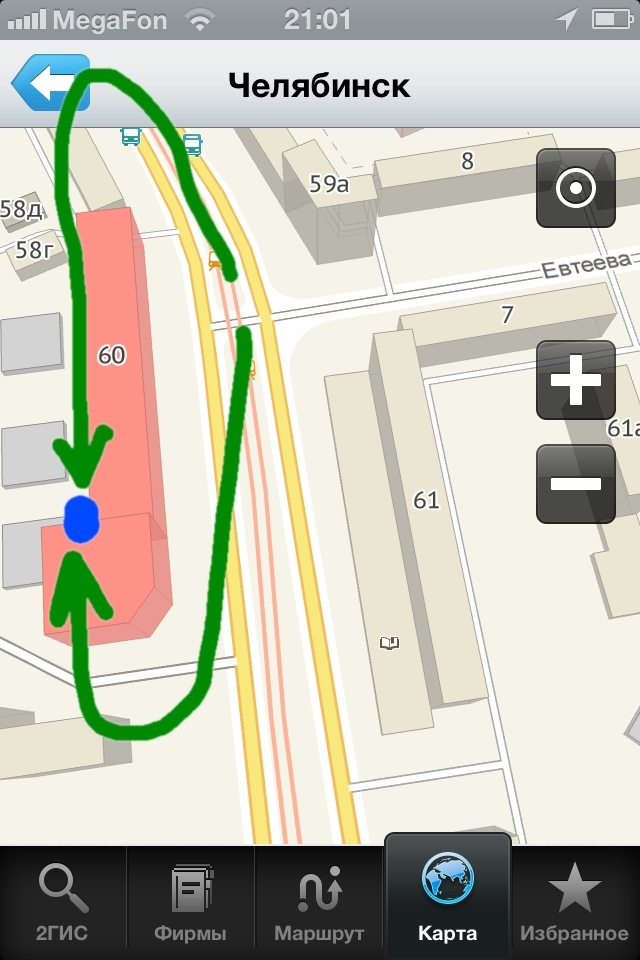 MegaFon
21:01
Челябинск
59а
8
58д
58г
Евтеева
7
60
61а
61
2ГИС
Фирмы
Маршрут
Карта
Избранное